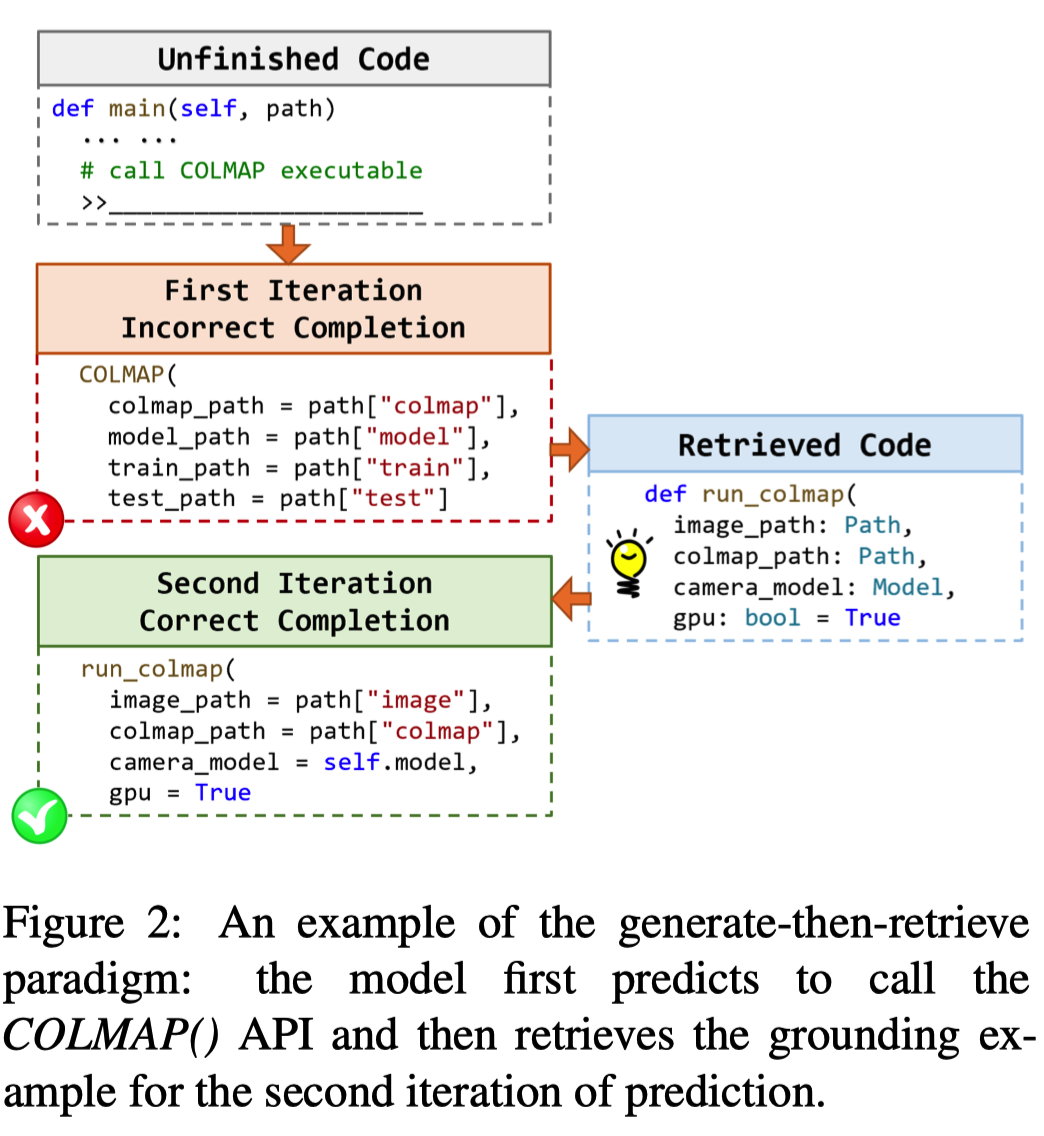 Unfinished Code
def main(self, path)
... ...
# call COLMAP executable
>>______________________
First Iteration
Incorrect Completion
COLMAP(
colmap_path = path["colmap"],
model_path = path["model"],
train_path = path["train"],
test_path = path["test"]
Retrieved Code
def run_colmap(
image_path: Path,
colmap_path: Path,
camera_model: Model,
gpu: bool = True
Second Iteration
Correct Completion
run_colmap(
image_path = path["image"],
colmap_path = path["colmap"],
camera_model = self.model,
gpu = True
Figure 2: An example of the generate-then-retrieve
paradigm: the model first predicts to call the
COLMAP() API and then retrieves the grounding ex-
ample for the second iteration of prediction.